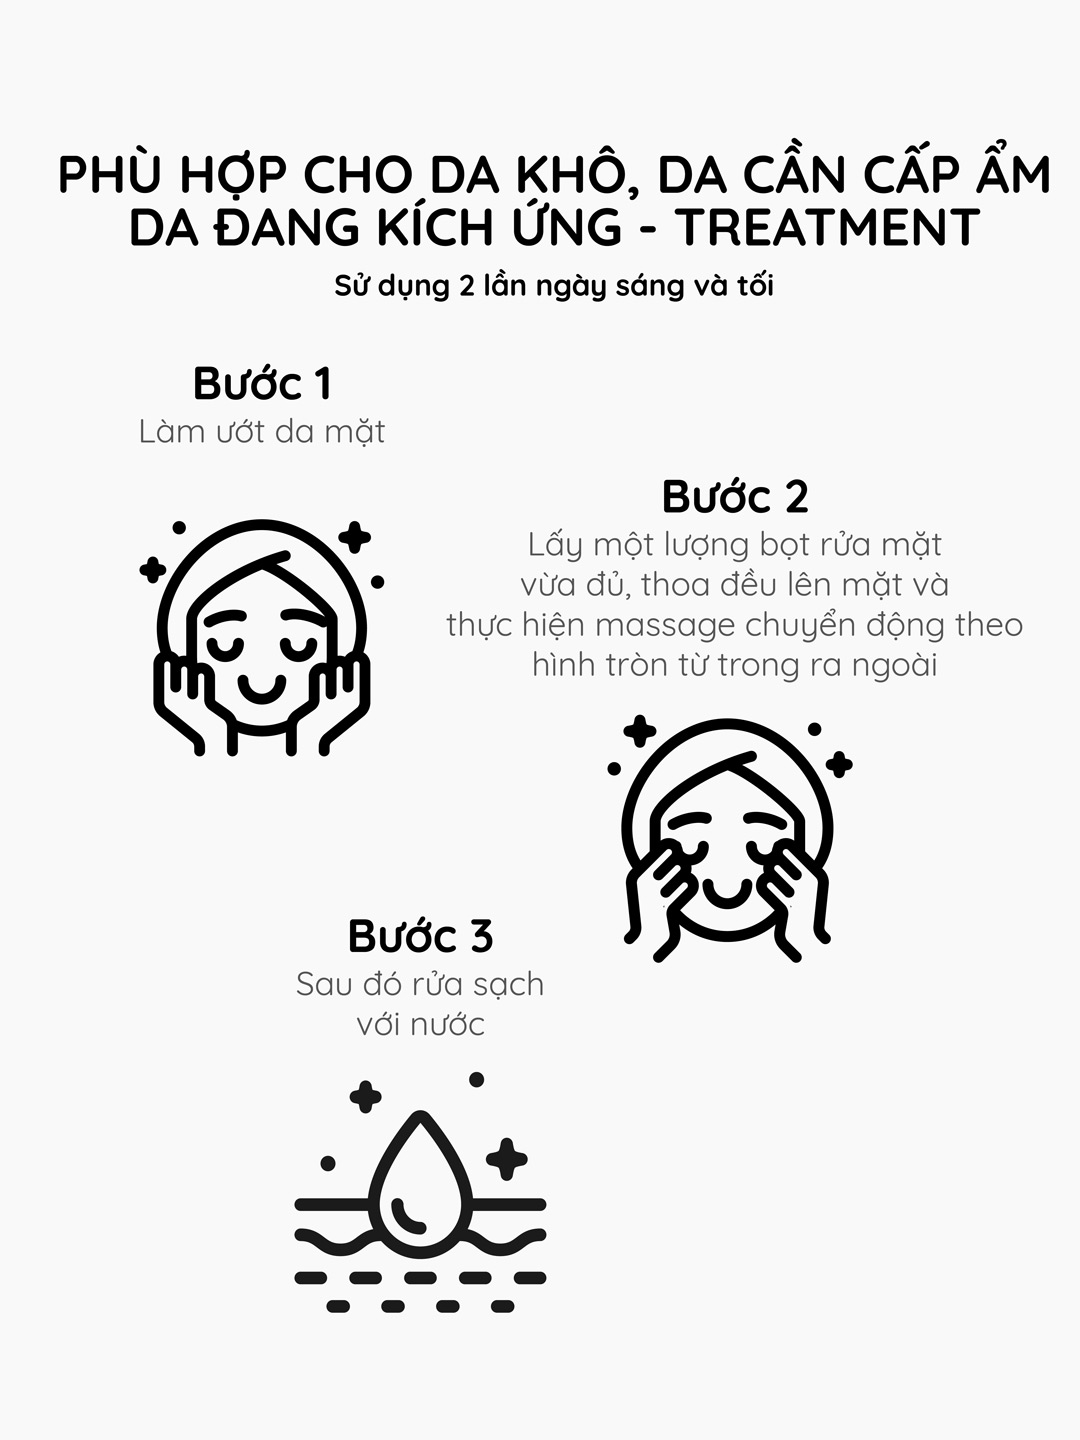 PHÙ HỢP CHO DA KHÔ, DA CẦN CẤP ẨM
DA ĐANG KÍCH ỨNG - TREATMENT
Sử dụng 2 lần ngày sáng và tối
Bước 1
Làm ướt da mặt
Bước 2
Lấy một lượng bọt rửa mặt
vừa đủ, thoa đều lên mặt và
thực hiện massage chuyển động theo
hình tròn từ trong ra ngoài
Bước 3
Sau đó rửa sạch
với nước